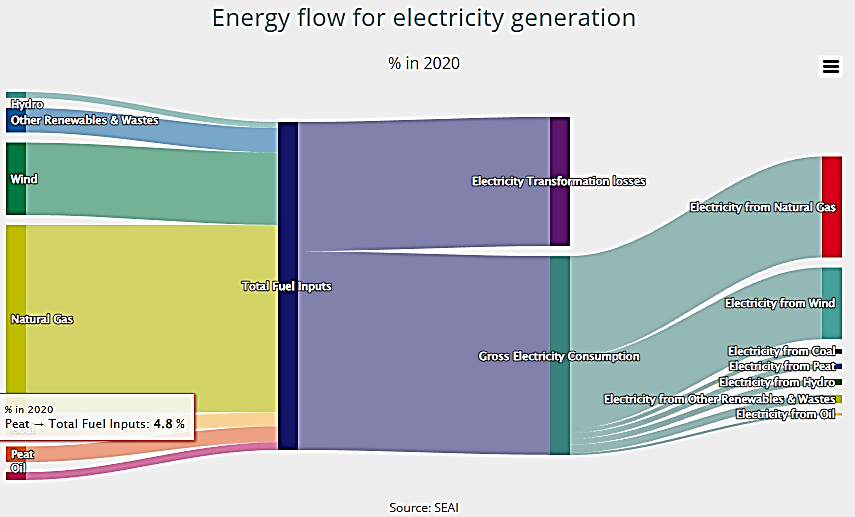 Energy flow for electricity generation
% in 2020
Hydro
Other Renewables & Wastes
Wind
Natural Gas
Peat
Oil
% in 2020
Peat → Total Fuel Inputs: 4.8 %
Total Fuel Inputs
Electricity Transformation losses
Gross Electricity Consumption
Electricity from Natural Gas
Electricity from Wind
Electricity from Coal
Electricity from Peat
Electricity from Hydro
Electricity from Other Renewables & Wastes
Electricity from Oil
Source: SEAI